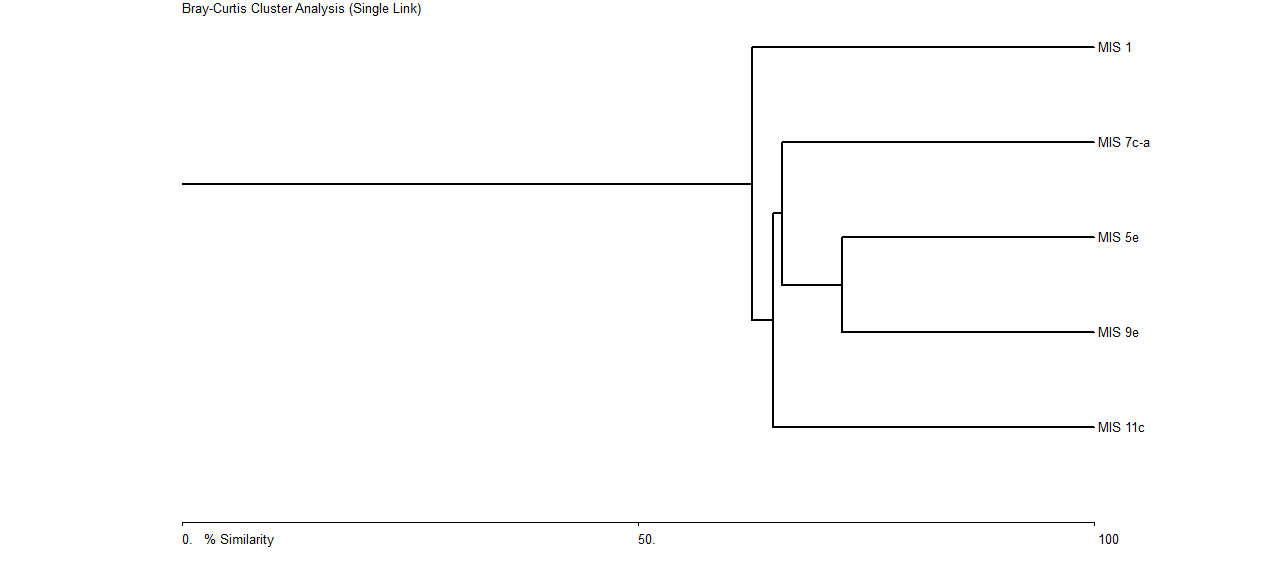 Bray-Curtis Cluster Analysis (Single Link)
MIS 1
MIS 7c-a
MIS 5e
MIS 9e
MIS 11c
0. % Similarity 50. 100